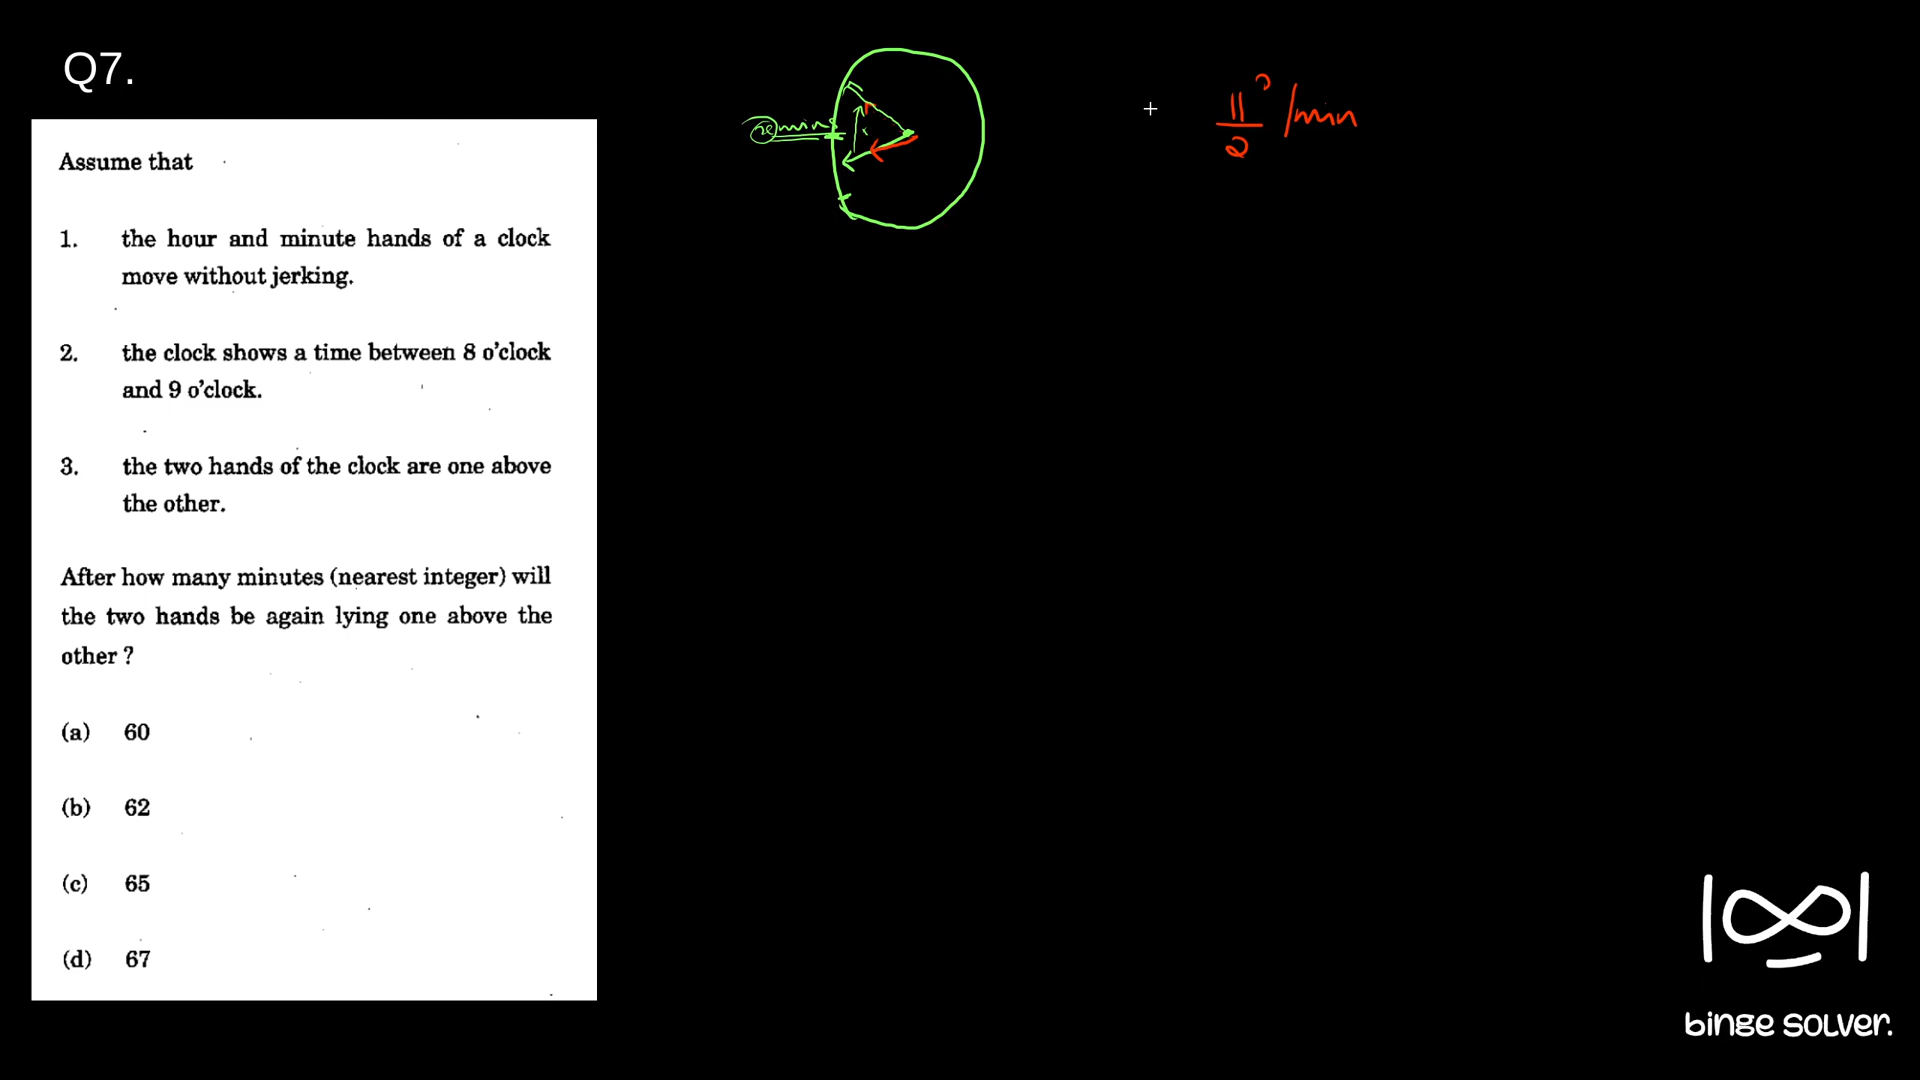 Q7.
Assume that
1. the hour and minute hands of a clock
move without jerking.
2. the clock shows a time between 8 o'clock
and 9 o'clock.
3. the two hands of the clock are one above
the other.
After how many minutes (nearest integer) will
the two hands be again lying one above the
other ?
(a) 60
(b) 62
(c) 65
(d) 67
mins
11°/2 /min
binge solver.